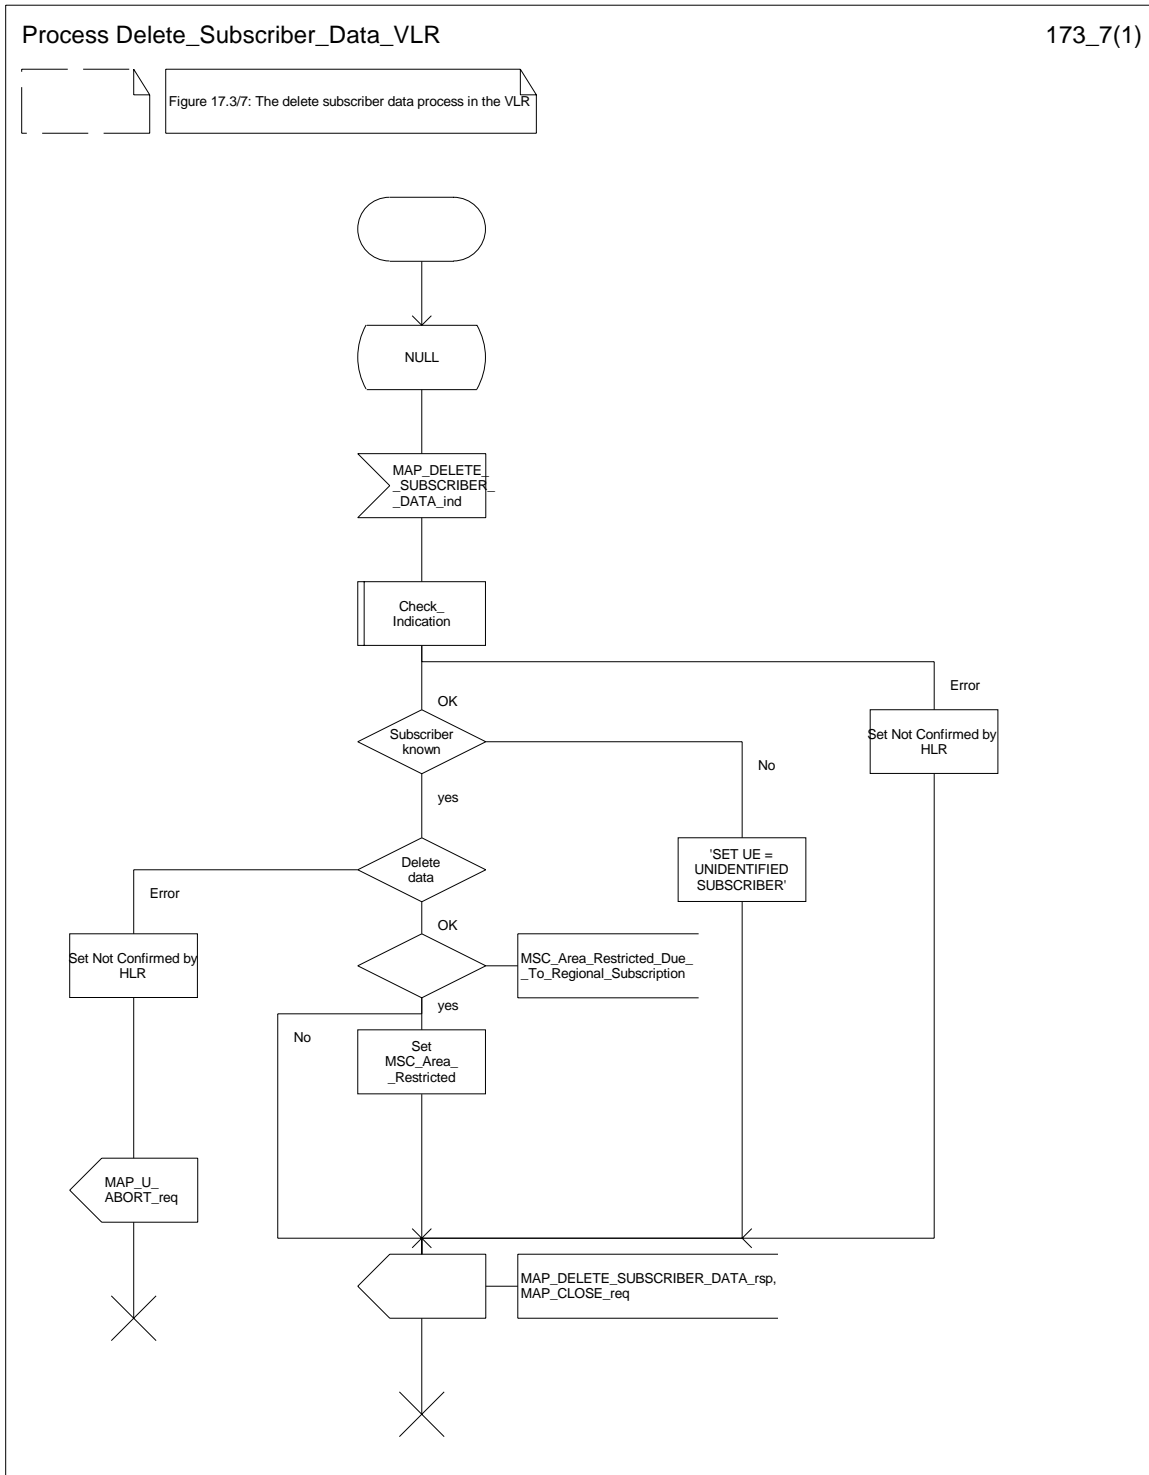 Process Delete_Subscriber_Data_VLR
173_7(1)
Figure 17.3/7: The delete subscriber data process in the VLR
NULL
MAP_DELETE_
_SUBSCRIBER_
_DATA_ind
Check_
Indication
Error
OK
Subscriber
known
Set Not Confirmed by
HLR
No
yes
'SET UE =
UNIDENTIFIED
SUBSCRIBER'
Delete
data
Error
OK
Set Not Confirmed by
HLR
MSC_Area_Restricted_Due_
_To_Regional_Subscription
yes
No
Set
MSC_Area_
_Restricted
MAP_U_
ABORT_req
MAP_DELETE_SUBSCRIBER_DATA_rsp,
MAP_CLOSE_req